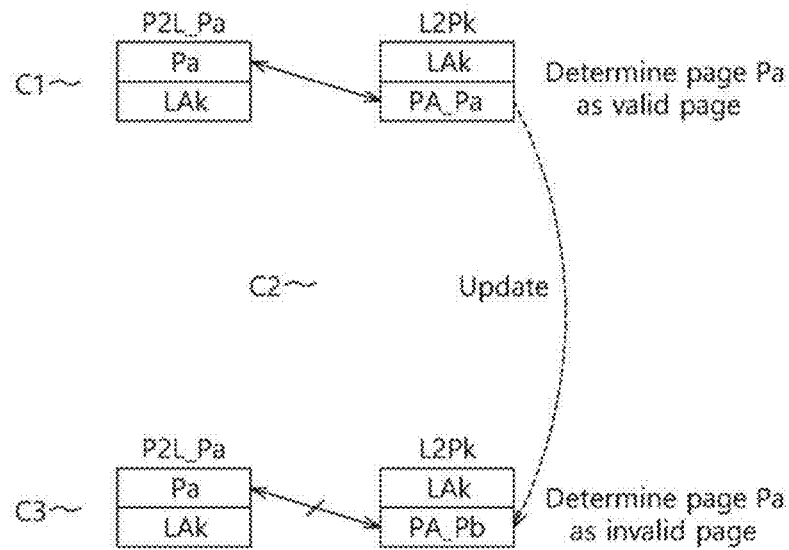 P2L_Pa
L2Pk
C1
Pa
LAk
LAk
PA_Pa
Determine page Pa
as valid page
C2
Update
P2L_Pa
L2Pk
C3
Pa
LAk
LAk
PA_Pb
Determine page Pa
as invalid page